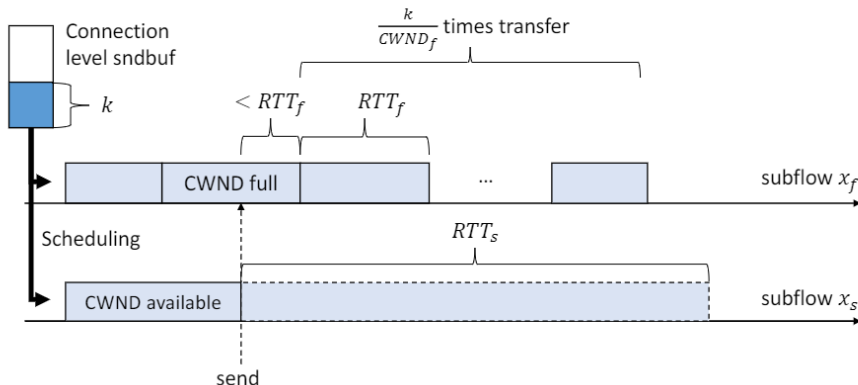 Connection
level sndbuf
k
k/CWND_f times transfer
< RTT_f
RTT_f
CWND full
...
subflow x_f
Scheduling
RTT_s
CWND available
subflow x_s
send